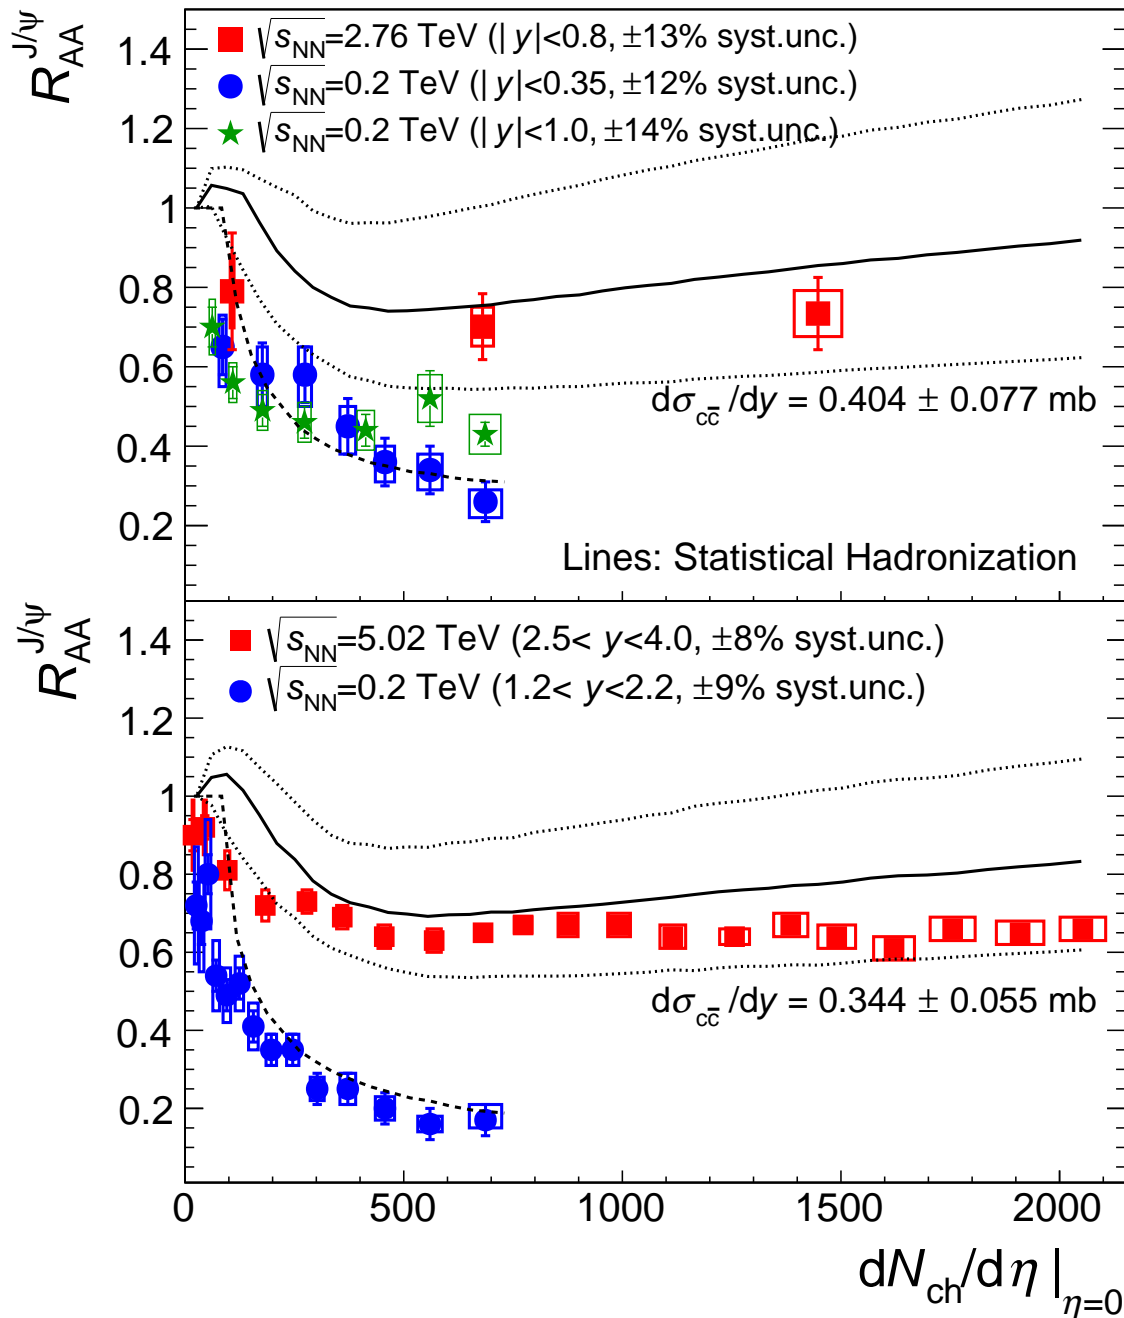 R_AA^J/ψ
√s_NN=2.76 TeV (|y|<0.8, ±13% syst.unc.)
√s_NN=0.2 TeV (|y|<0.35, ±12% syst.unc.)
√s_NN=0.2 TeV (|y|<1.0, ±14% syst.unc.)
1.4
1.2
1
0.8
0.6
0.4
0.2
dσ_cc̅/dy = 0.404 ± 0.077 mb
Lines: Statistical Hadronization
R_AA^J/ψ
√s_NN=5.02 TeV (2.5< y<4.0, ±8% syst.unc.)
√s_NN=0.2 TeV (1.2< y<2.2, ±9% syst.unc.)
1.4
1.2
1
0.8
0.6
0.4
0.2
dσ_cc̅/dy = 0.344 ± 0.055 mb
0 500 1000 1500 2000
dN_ch/dη|_η=0